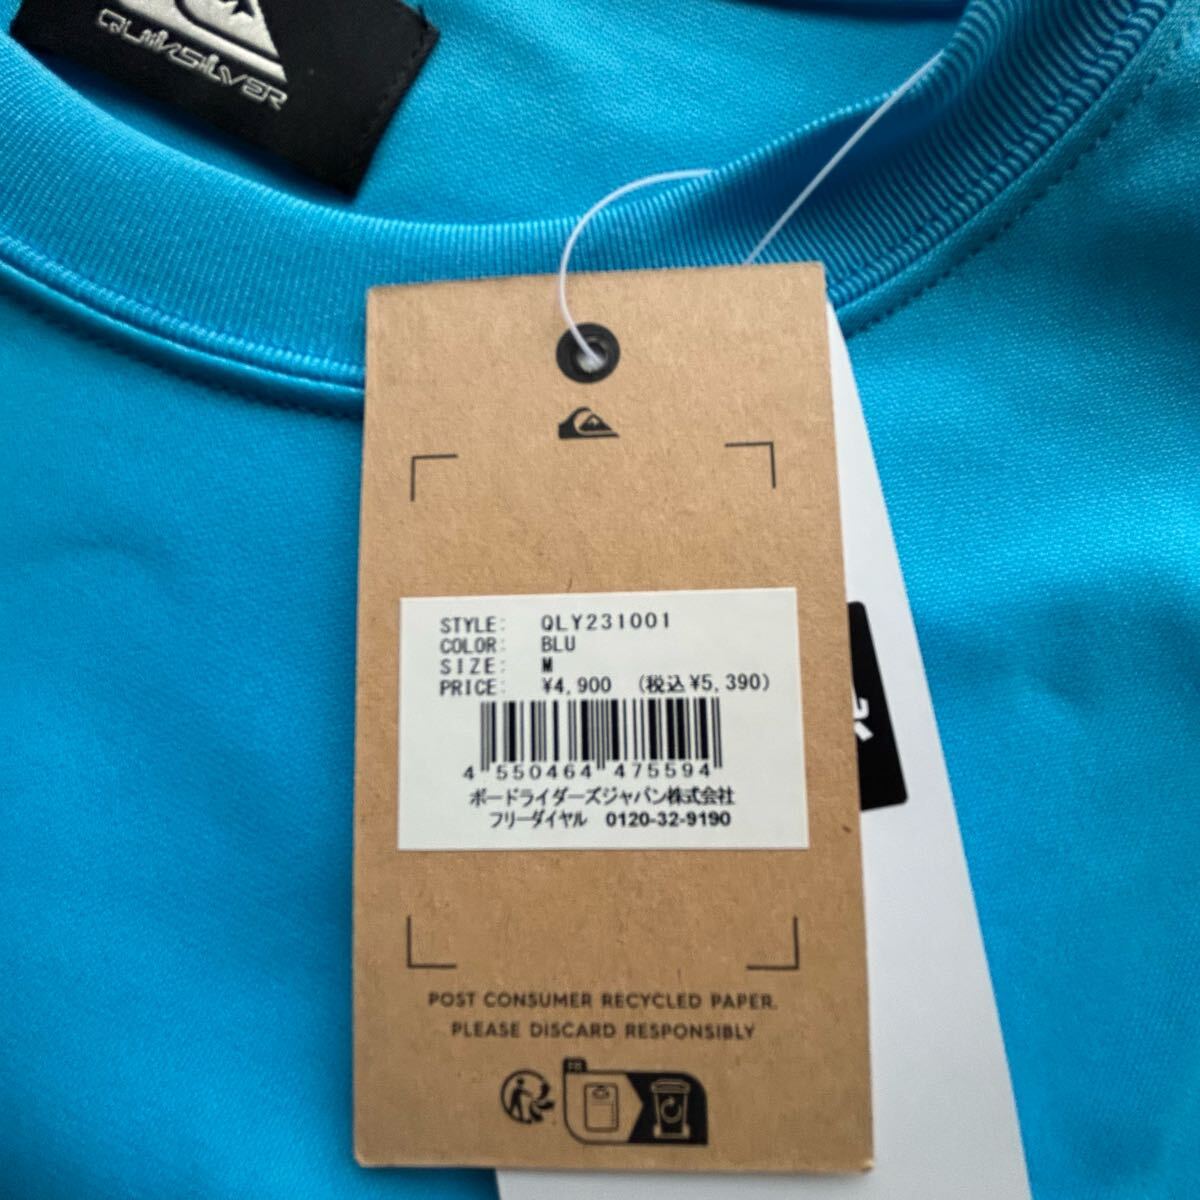 QUIKSILVER
STYLE: QLY231001
COLOR: BLU
SIZE: M
PRICE: ¥4,900 (税込¥5,390)
4 550464 475594
ボードライダーズジャパン株式会社
フリーダイヤル 0120-32-9190
POST CONSUMER RECYCLED PAPER.
PLEASE DISCARD RESPONSIBLY
FR